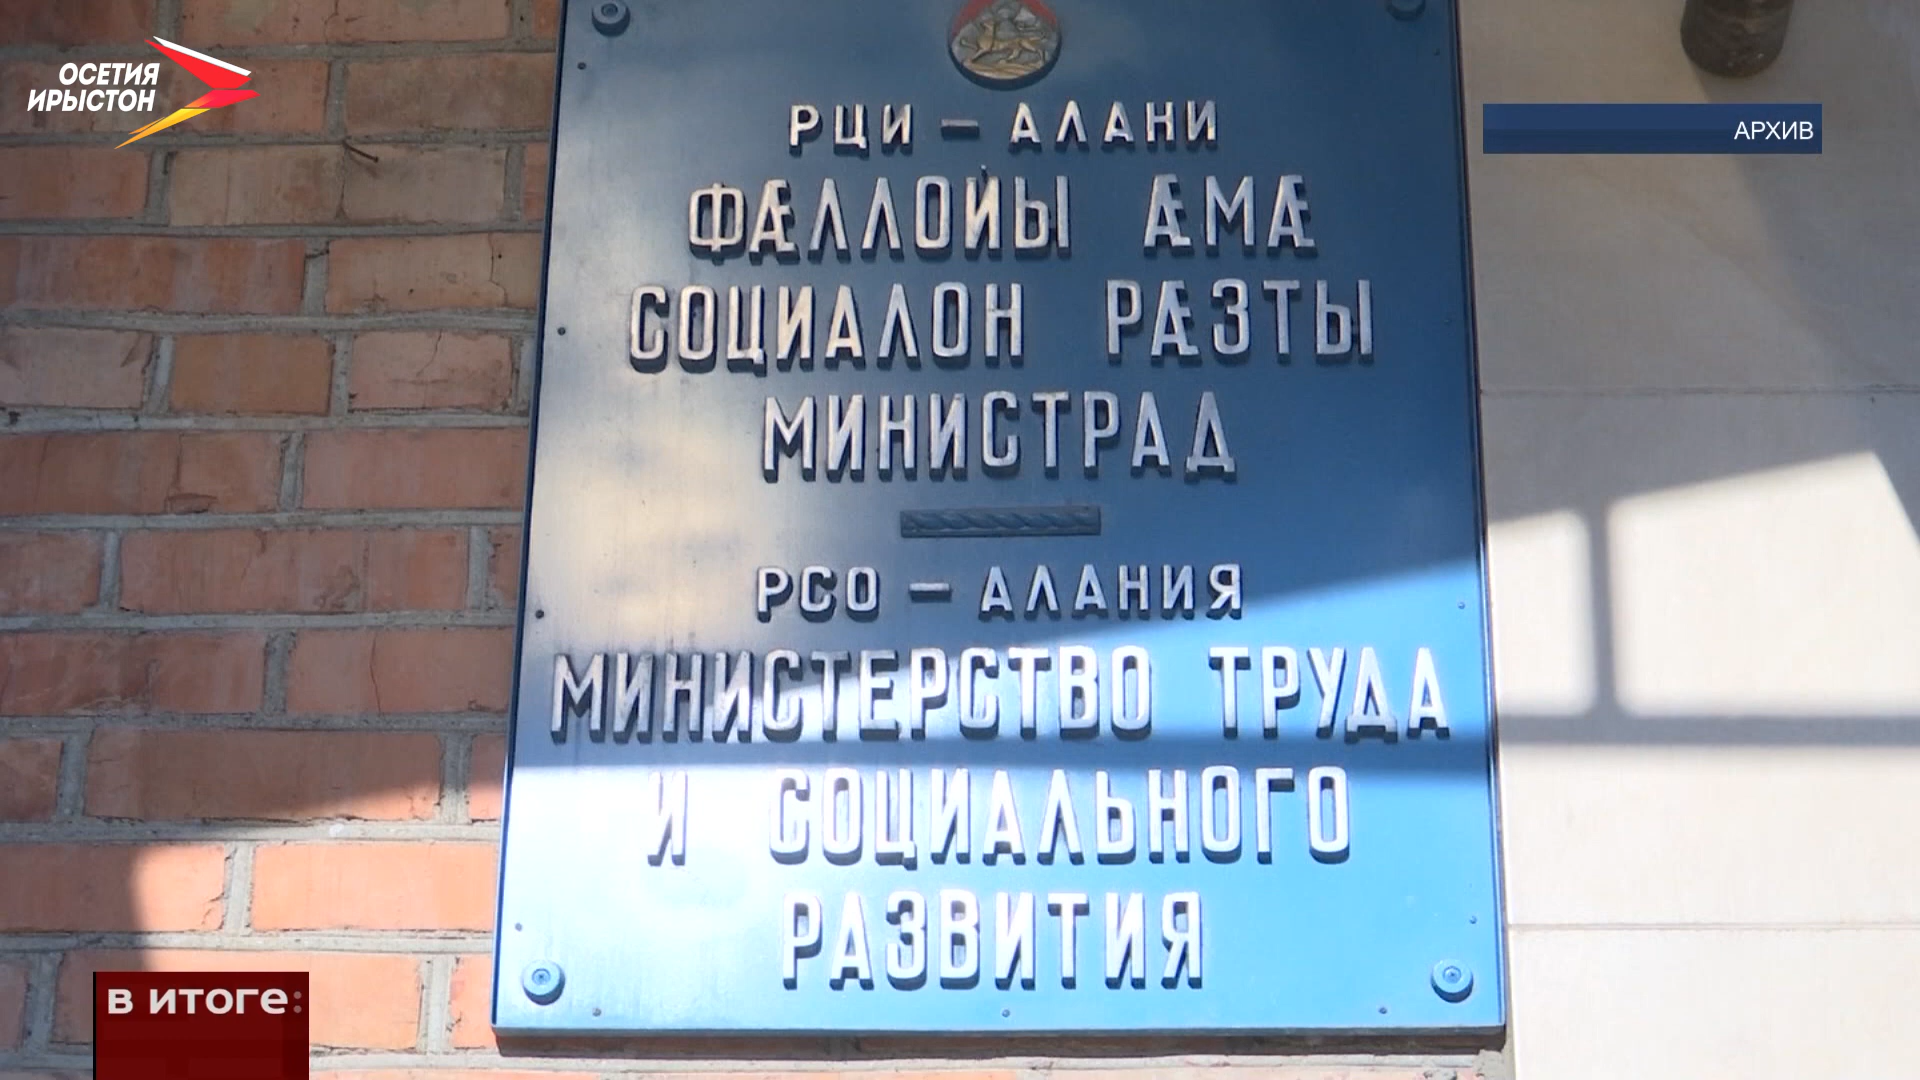 ОСЕТИЯ
ИРЫСТОН
АРХИВ
РЦИ – АЛАНИ
ФÆЛЛОЙЫ ÆМÆ
СОЦИАЛОН РÆЗТЫ
МИНИСТРАД
РСО – АЛАНИЯ
МИНИСТЕРСТВО ТРУДА
И СОЦИАЛЬНОГО
РАЗВИТИЯ
В ИТОГЕ: